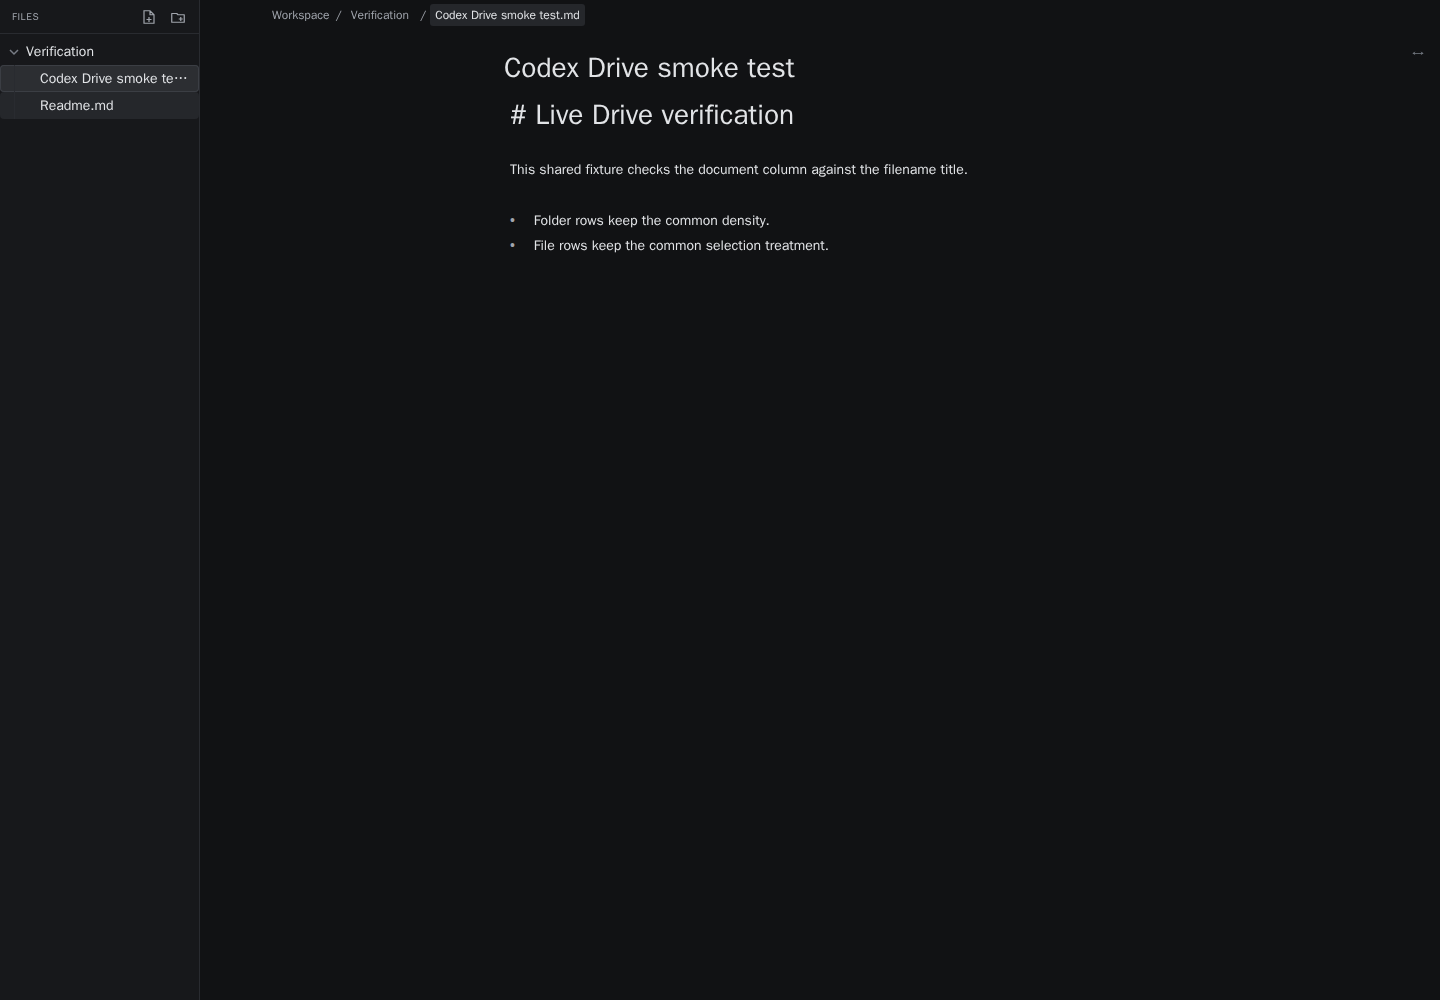 FILES
Verification
Codex Drive smoke te···
Readme.md
Workspace / Verification / Codex Drive smoke test.md
Codex Drive smoke test
# Live Drive verification
This shared fixture checks the document column against the filename title.
• Folder rows keep the common density.
• File rows keep the common selection treatment.